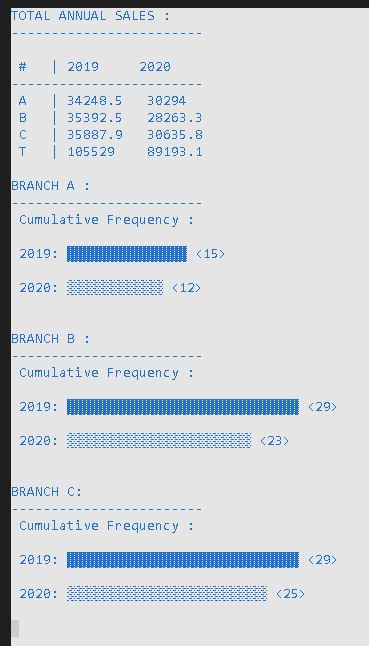 TOTAL ANNUAL SALES :
------------------------
# | 2019 2020
------------------------
A | 34248.5 30294
B | 35392.5 28263.3
C | 35887.9 30635.8
T | 105529 89193.1
BRANCH A :
------------------------
Cumulative Frequency :
2019: <15>
2020: <12>
BRANCH B :
------------------------
Cumulative Frequency :
2019: <29>
2020: <23>
BRANCH C:
------------------------
Cumulative Frequency :
2019: <29>
2020: <25>